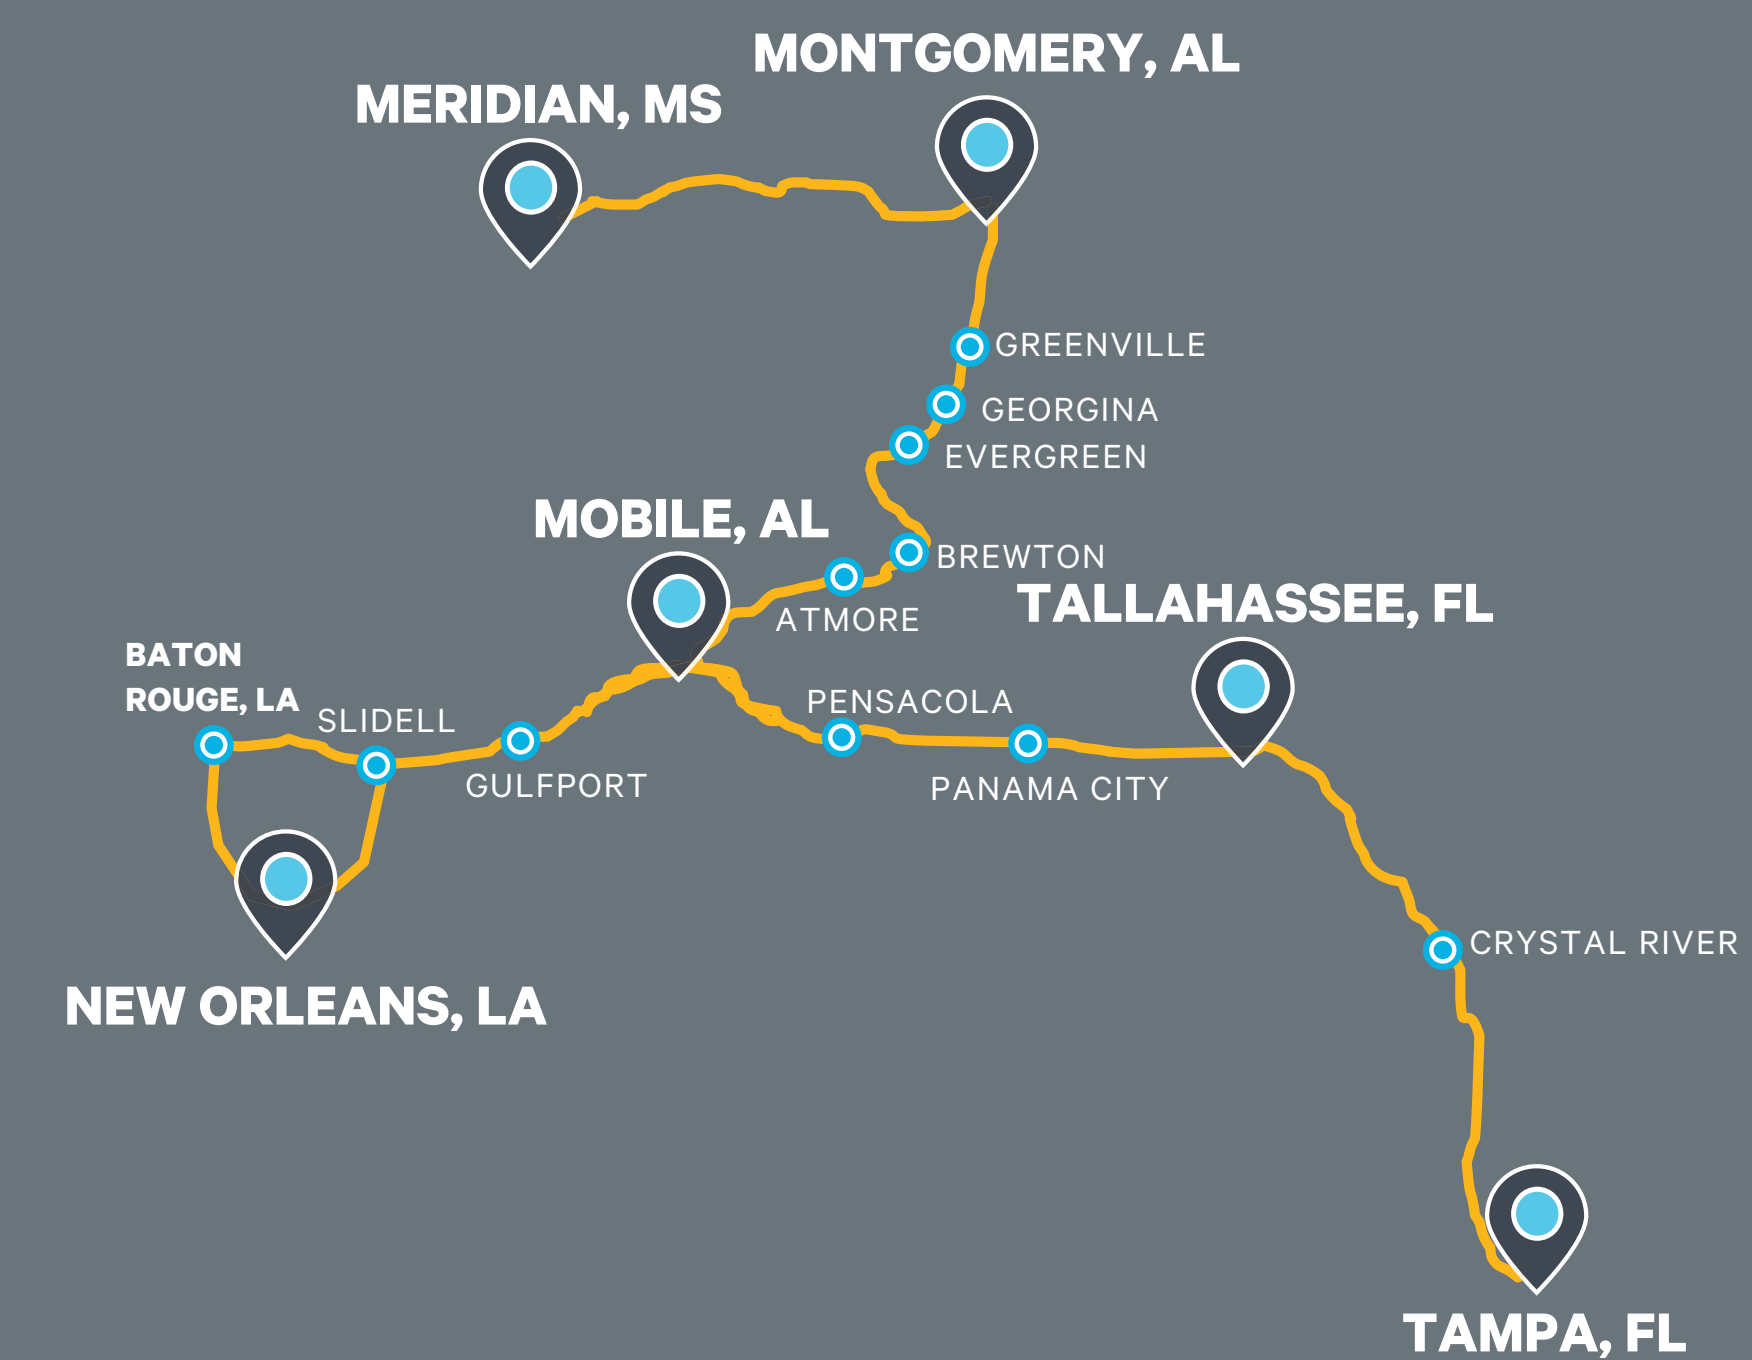 MONTGOMERY, AL
MERIDIAN, MS
GREENVILLE
GEORGINA
EVERGREEN
MOBILE, AL
BREWTON
TALLAHASSEE, FL
ATMORE
BATON
ROUGE, LA
SLIDELL
PENSACOLA
GULFPORT
PANAMA CITY
CRYSTAL RIVER
NEW ORLEANS, LA
TAMPA, FL